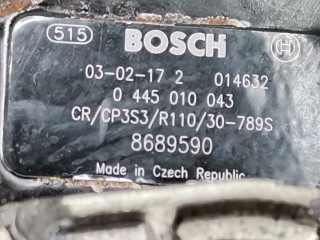 515 BOSCH H
03-02-17 2 014632
0 445 010 043
CR/CP3S3/R110/30-789S
8689590
Made in Czech Republic